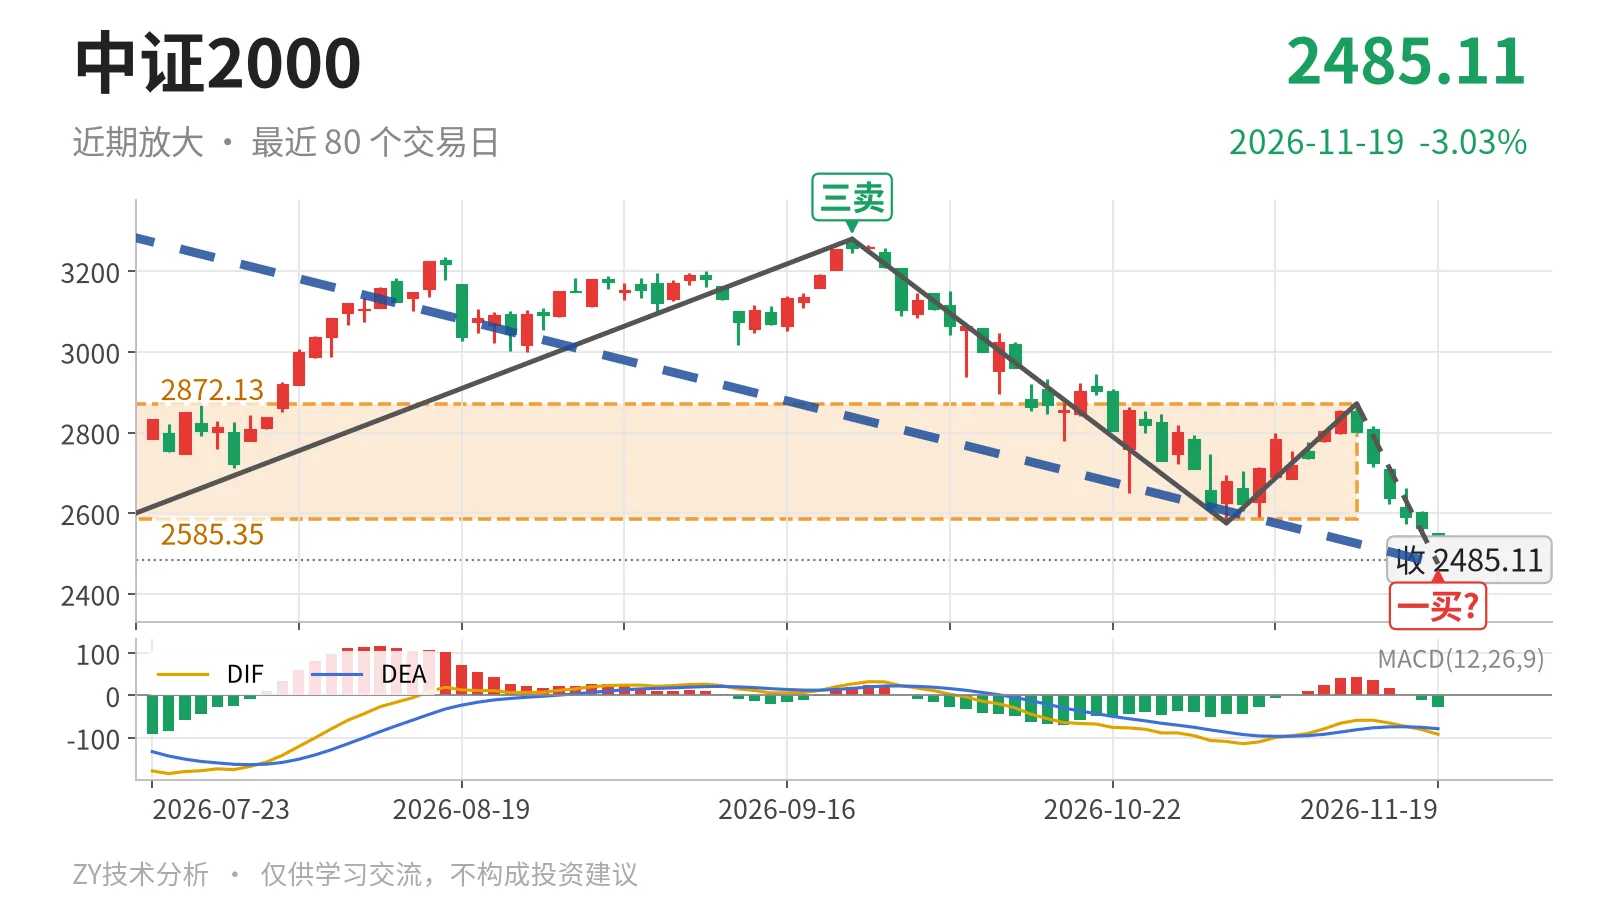 中证2000
2485.11
近期放大 · 最近 80 个交易日
2026-11-19 -3.03%
三卖
3200
3000
2872.13
2800
2600
2585.35
收 2485.11
2400
一买?
100
DIF
DEA
MACD(12,26,9)
0
-100
2026-07-23
2026-08-19
2026-09-16
2026-10-22
2026-11-19
ZY技术分析 · 仅供学习交流，不构成投资建议